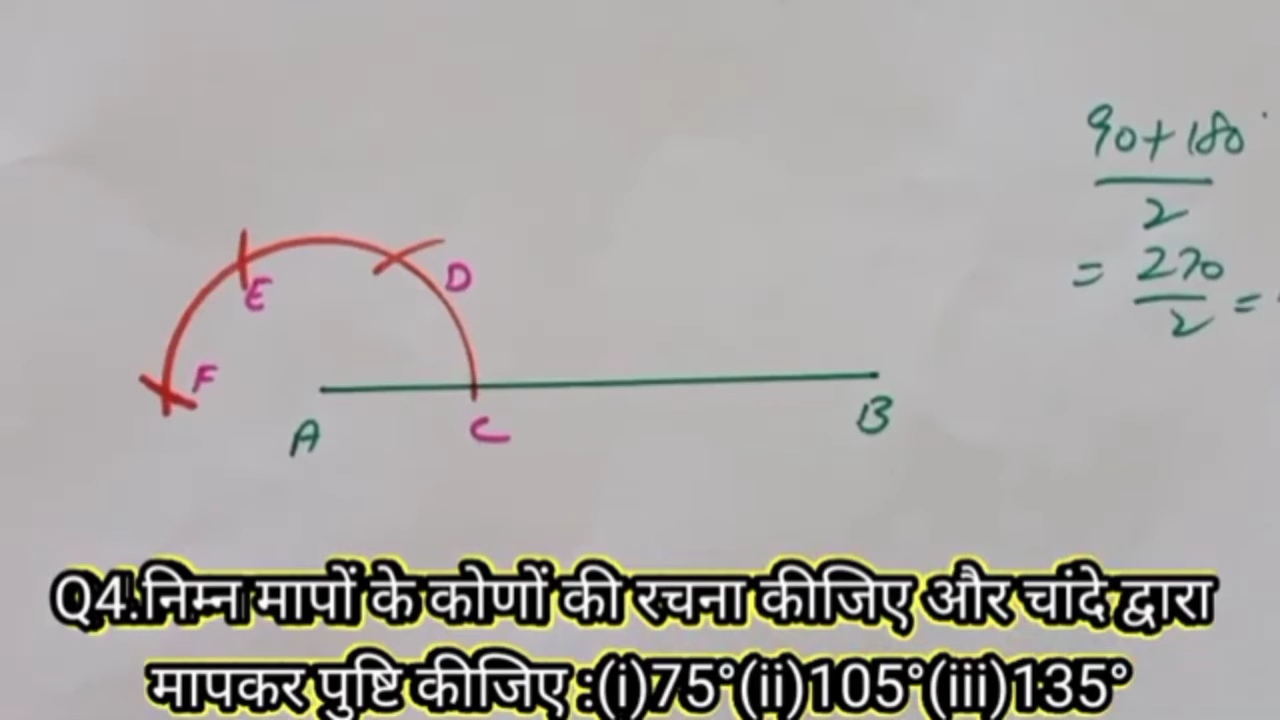 90+180°
2
= 270
2 =
E
D
F
A
C
B
Q4.निम्न मापों के कोणों की रचना कीजिए और चांदे द्वारा
मापकर पुष्टि कीजिए :(i)75°(ii)105°(iii)135°